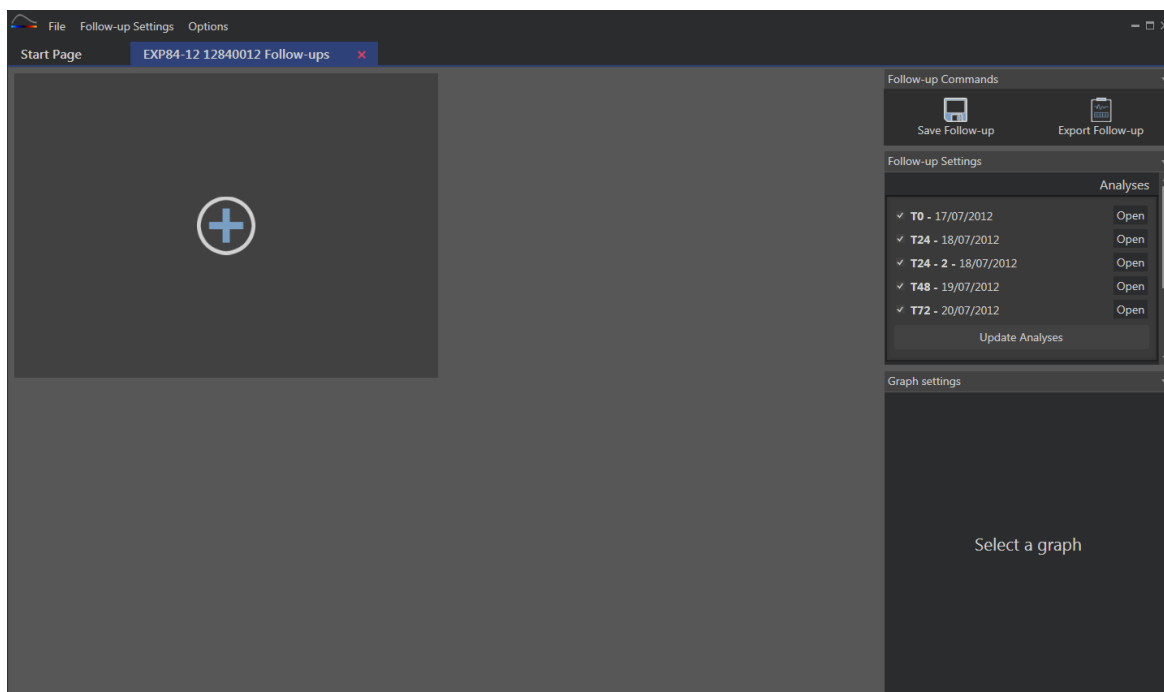 File Follow-up Settings Options
Start Page EXP84-12 12840012 Follow-ups ×
Follow-up Commands
Save Follow-up Export Follow-up
Follow-up Settings
Analyses
T0 - 17/07/2012 Open
T24 - 18/07/2012 Open
T24 - 2 - 18/07/2012 Open
T48 - 19/07/2012 Open
T72 - 20/07/2012 Open
Update Analyses
Graph settings
Select a graph